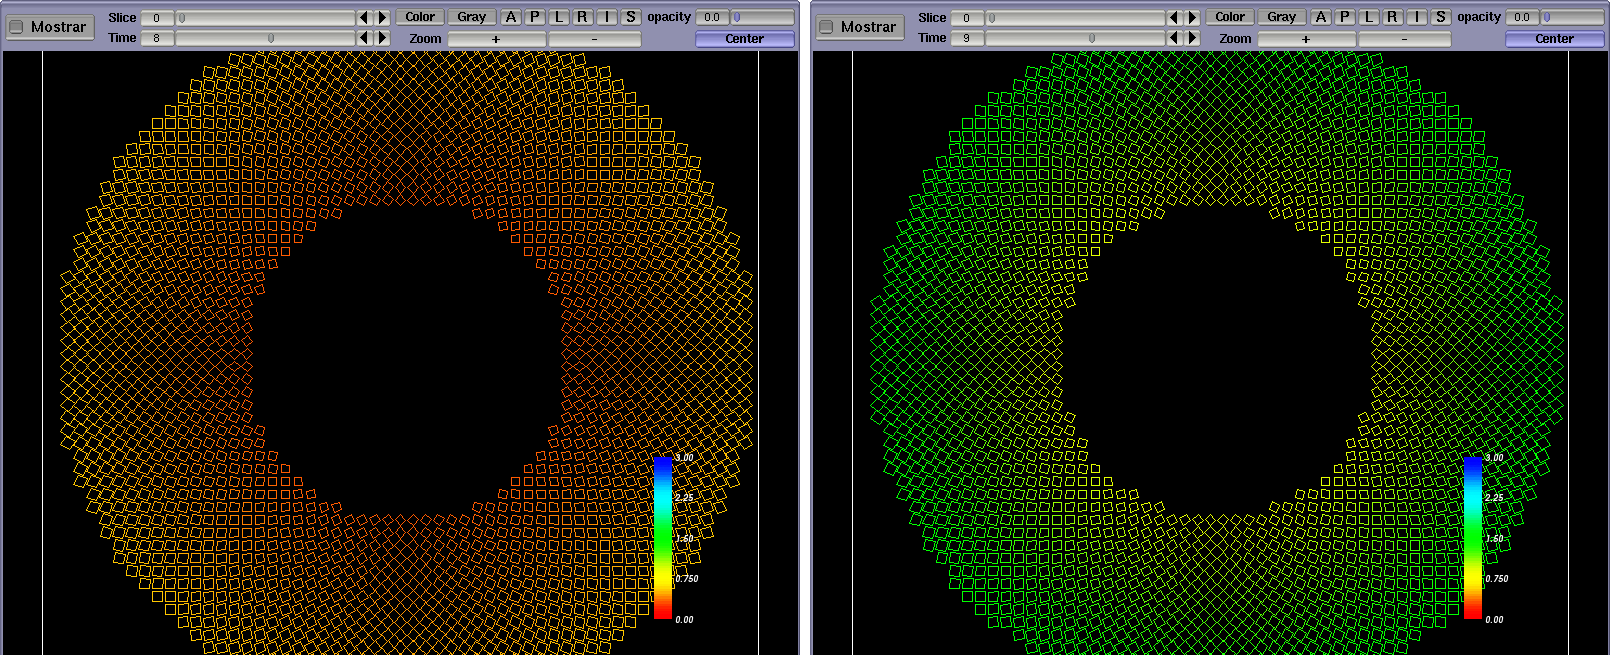 Mostrar Slice 0 Color Gray A P L R I S opacity 0.0
Time 8 Zoom + - Center
3.00
2.25
1.50
0.750
0.00
Mostrar Slice 0 Color Gray A P L R I S opacity 0.0
Time 9 Zoom + - Center
3.00
2.25
1.50
0.750
0.00